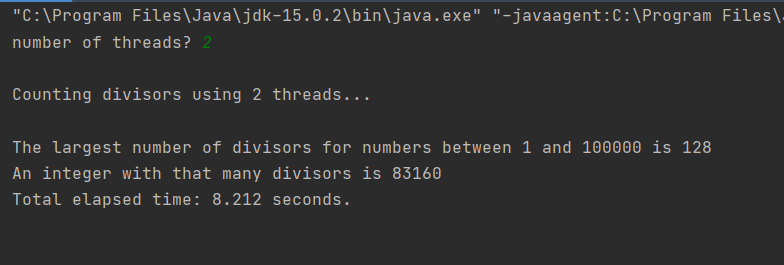 "C:\Program Files\Java\jdk-15.0.2\bin\java.exe" "-javaagent:C:\Program Files\
number of threads? 2
Counting divisors using 2 threads...
The largest number of divisors for numbers between 1 and 100000 is 128
An integer with that many divisors is 83160
Total elapsed time: 8.212 seconds.